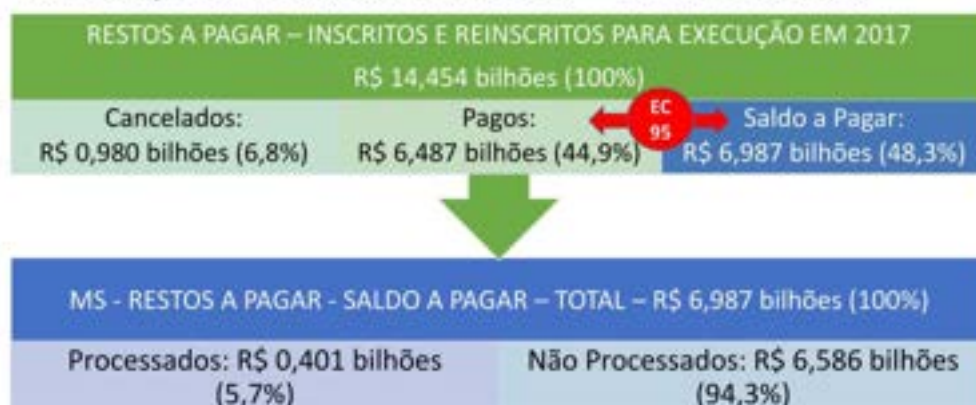 RESTOS A PAGAR – INSCRITOS E REINSCRITOS PARA EXECUÇÃO EM 2017
R$ 14,454 bilhões (100%)
Cancelados:
R$ 0,980 bilhões (6,8%)
Pagos:
R$ 6,487 bilhões (44,9%)
EC
95
Saldo a Pagar:
R$ 6,987 bilhões (48,3%)
MS - RESTOS A PAGAR - SALDO A PAGAR – TOTAL – R$ 6,987 bilhões (100%)
Processados: R$ 0,401 bilhões
(5,7%)
Não Processados: R$ 6,586 bilhões
(94,3%)